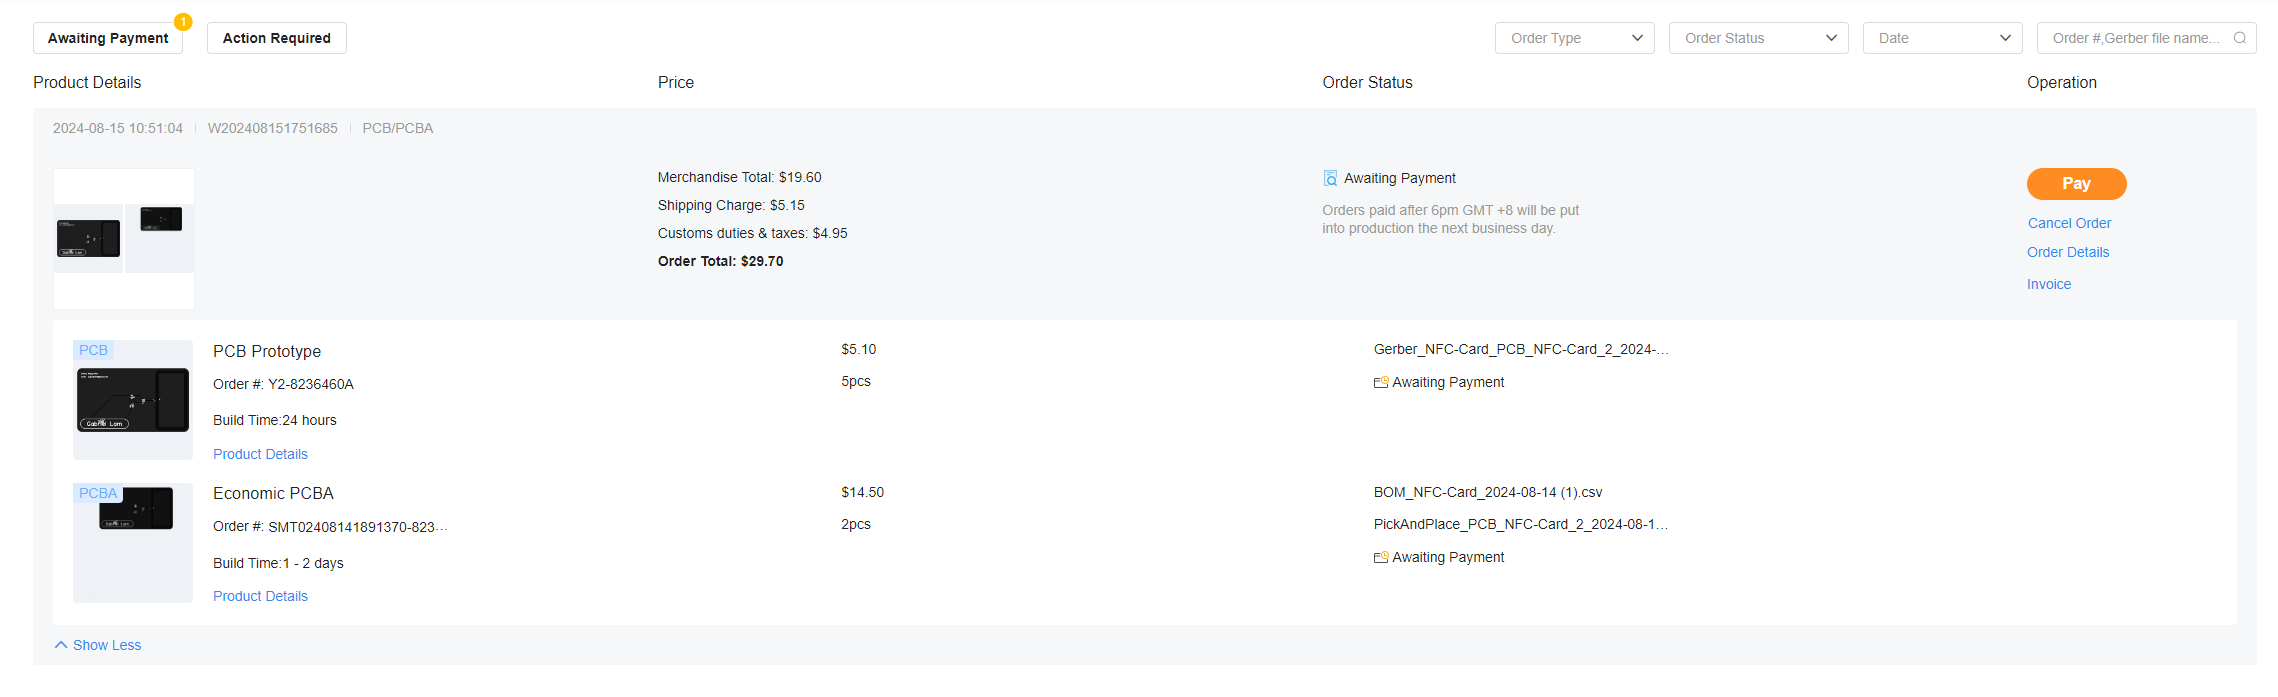 Awaiting Payment
1
Action Required
Order Type
Order Status
Date
Order #,Gerber file name...
Product Details
Price
Order Status
Operation
2024-08-15 10:51:04
W202408151751685
PCB/PCBA
Merchandise Total: $19.60
Shipping Charge: $5.15
Customs duties & taxes: $4.95
Order Total: $29.70
Awaiting Payment
Orders paid after 6pm GMT +8 will be put
into production the next business day.
Pay
Cancel Order
Order Details
Invoice
PCB
Gabriel Lam
PCB Prototype
Order #: Y2-8236460A
Build Time:24 hours
Product Details
$5.10
5pcs
Gerber_NFC-Card_PCB_NFC-Card_2_2024-...
Awaiting Payment
PCBA
Economic PCBA
Order #: SMT02408141891370-823...
Build Time:1 - 2 days
Product Details
$14.50
2pcs
BOM_NFC-Card_2024-08-14 (1).csv
PickAndPlace_PCB_NFC-Card_2_2024-08-1...
Awaiting Payment
Show Less